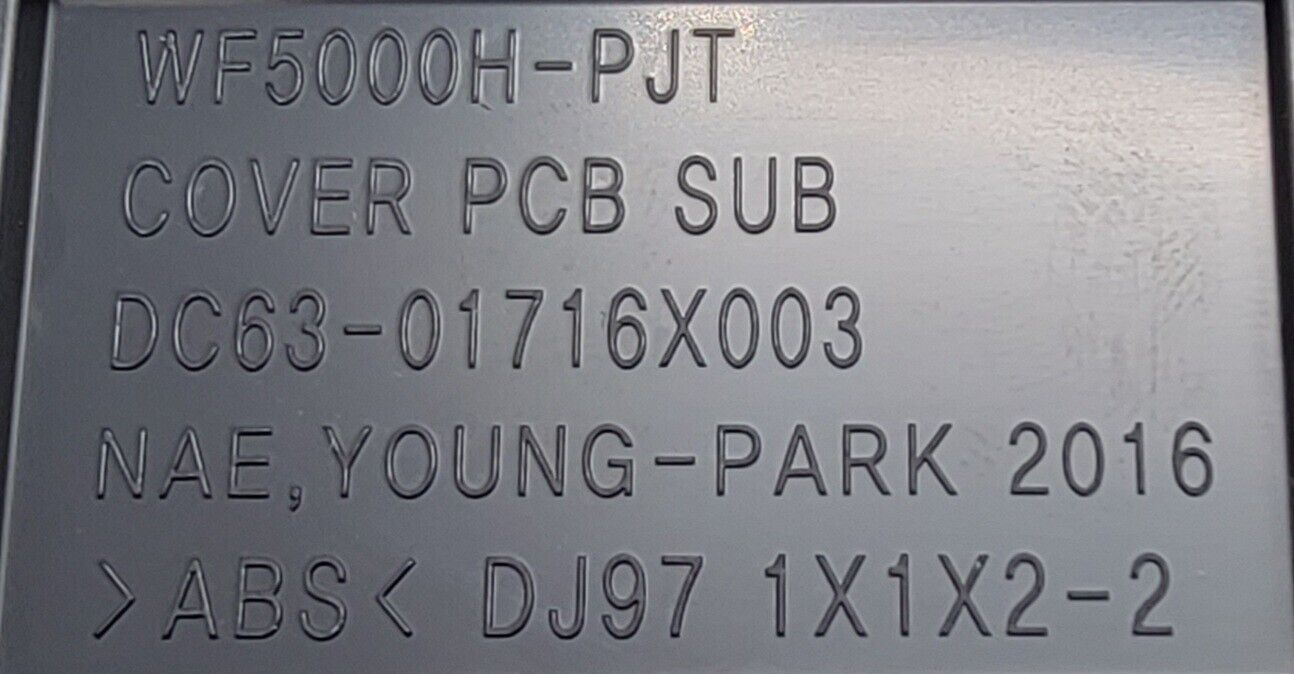 WF5000H-PJT
COVER PCB SUB
DC63-01716X003
NAE,YOUNG-PARK 2016
>ABS< DJ97 1X1X2-2